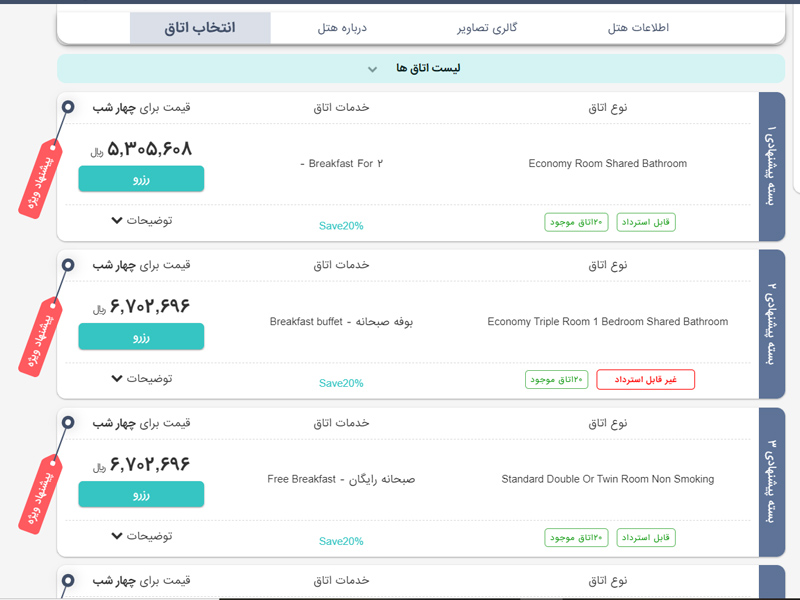 اطلاعات هتل
گالری تصاویر
درباره هتل
انتخاب اتاق
لیست اتاق ها
بسته پیشنهادی ۱
نوع اتاق
خدمات اتاق
قیمت برای چهار شب
Economy Room Shared Bathroom
Breakfast For ۲ -
۵,۳۰۵,۶۰۸ ریال
رزرو
پیشنهاد ویژه
قابل استرداد
۲۰اتاق موجود
Save20%
توضیحات
بسته پیشنهادی ۲
نوع اتاق
خدمات اتاق
قیمت برای چهار شب
Economy Triple Room 1 Bedroom Shared Bathroom
بوفه صبحانه - Breakfast buffet
۶,۷۰۲,۶۹۶ ریال
رزرو
پیشنهاد ویژه
غیر قابل استرداد
۲۰اتاق موجود
Save20%
توضیحات
بسته پیشنهادی ۳
نوع اتاق
خدمات اتاق
قیمت برای چهار شب
Standard Double Or Twin Room Non Smoking
صبحانه رایگان - Free Breakfast
۶,۷۰۲,۶۹۶ ریال
رزرو
پیشنهاد ویژه
قابل استرداد
۲۰اتاق موجود
Save20%
توضیحات
نوع اتاق
خدمات اتاق
قیمت برای چهار شب